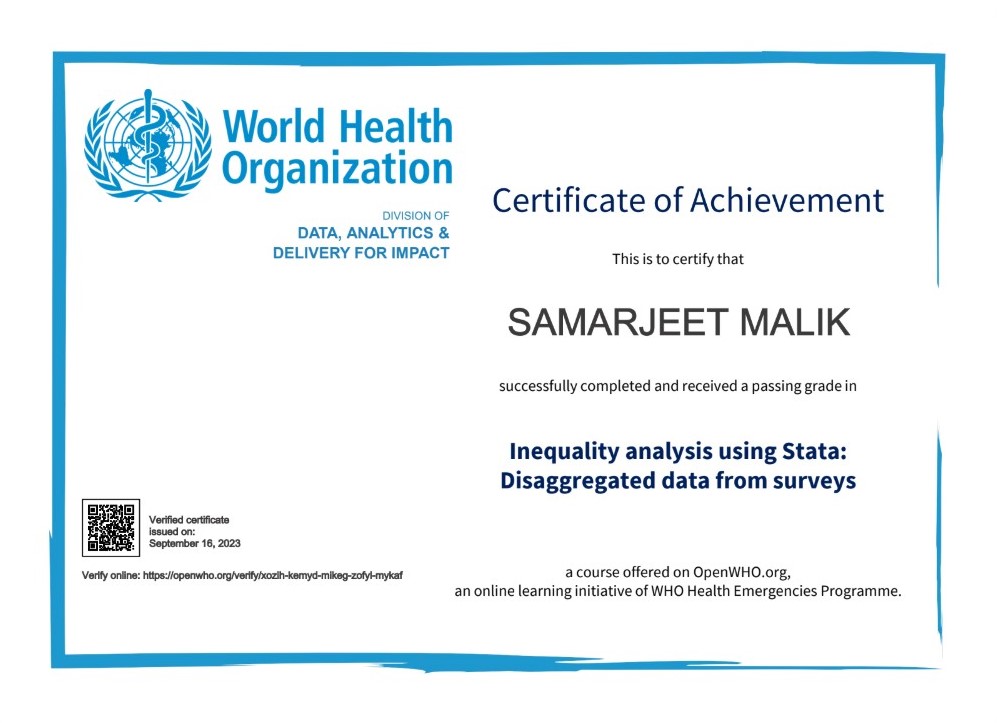 World Health
Organization
DIVISION OF
DATA, ANALYTICS &
DELIVERY FOR IMPACT
Certificate of Achievement
This is to certify that
SAMARJEET MALIK
successfully completed and received a passing grade in
Inequality analysis using Stata:
Disaggregated data from surveys
Verified certificate
issued on:
September 16, 2023
Verify online: https://openwho.org/verify/xozih-kemyd-mikeg-zofyl-mykaf
a course offered on OpenWHO.org,
an online learning initiative of WHO Health Emergencies Programme.